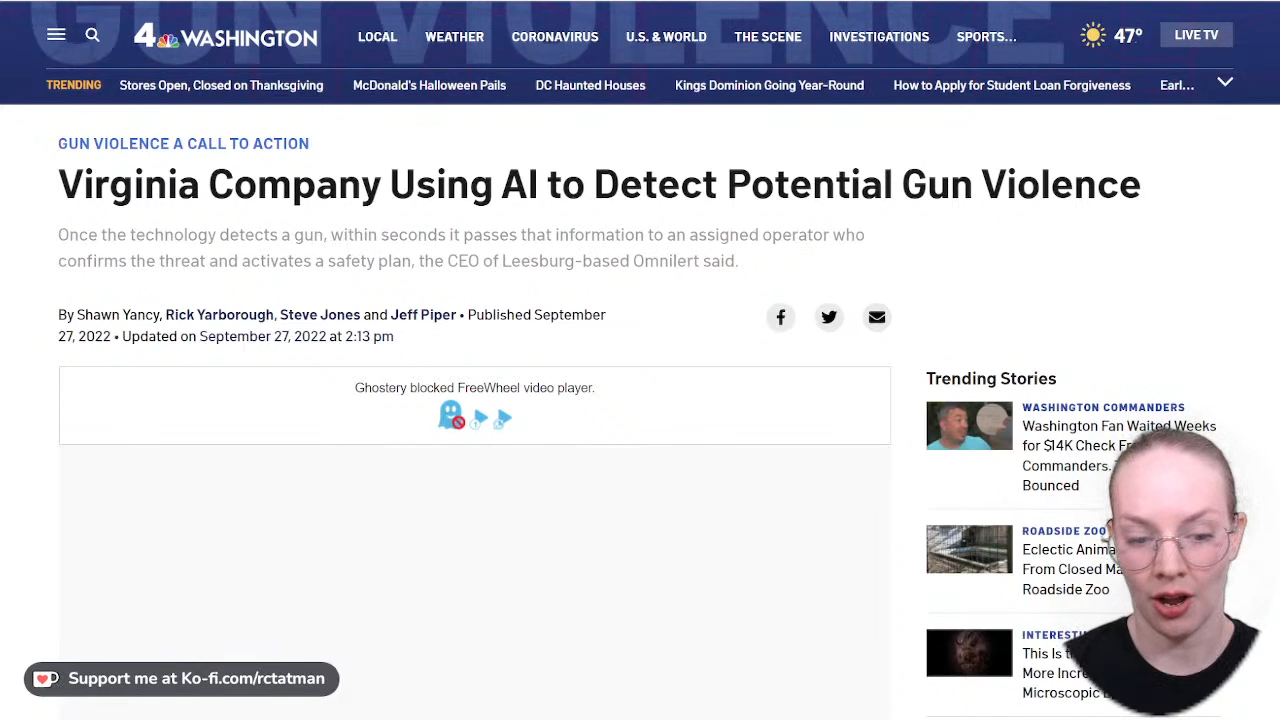 GUN VIOLENCE
4 WASHINGTON
LOCAL WEATHER CORONAVIRUS U.S. & WORLD THE SCENE INVESTIGATIONS SPORTS... 47° LIVE TV
TRENDING Stores Open, Closed on Thanksgiving McDonald's Halloween Pails DC Haunted Houses Kings Dominion Going Year-Round How to Apply for Student Loan Forgiveness Earl...
GUN VIOLENCE A CALL TO ACTION
Virginia Company Using AI to Detect Potential Gun Violence
Once the technology detects a gun, within seconds it passes that information to an assigned operator who
confirms the threat and activates a safety plan, the CEO of Leesburg-based Omnilert said.
By Shawn Yancy, Rick Yarborough, Steve Jones and Jeff Piper • Published September
27, 2022 • Updated on September 27, 2022 at 2:13 pm
Ghostery blocked FreeWheel video player.
Trending Stories
WASHINGTON COMMANDERS
Washington Fan Waited Weeks
for $14K Check
Commanders.
Bounced
ROADSIDE ZOO
Eclectic
From Closed
Roadside Zoo
This Is
More
Microscopic
Support me at Ko-fi.com/rctatman